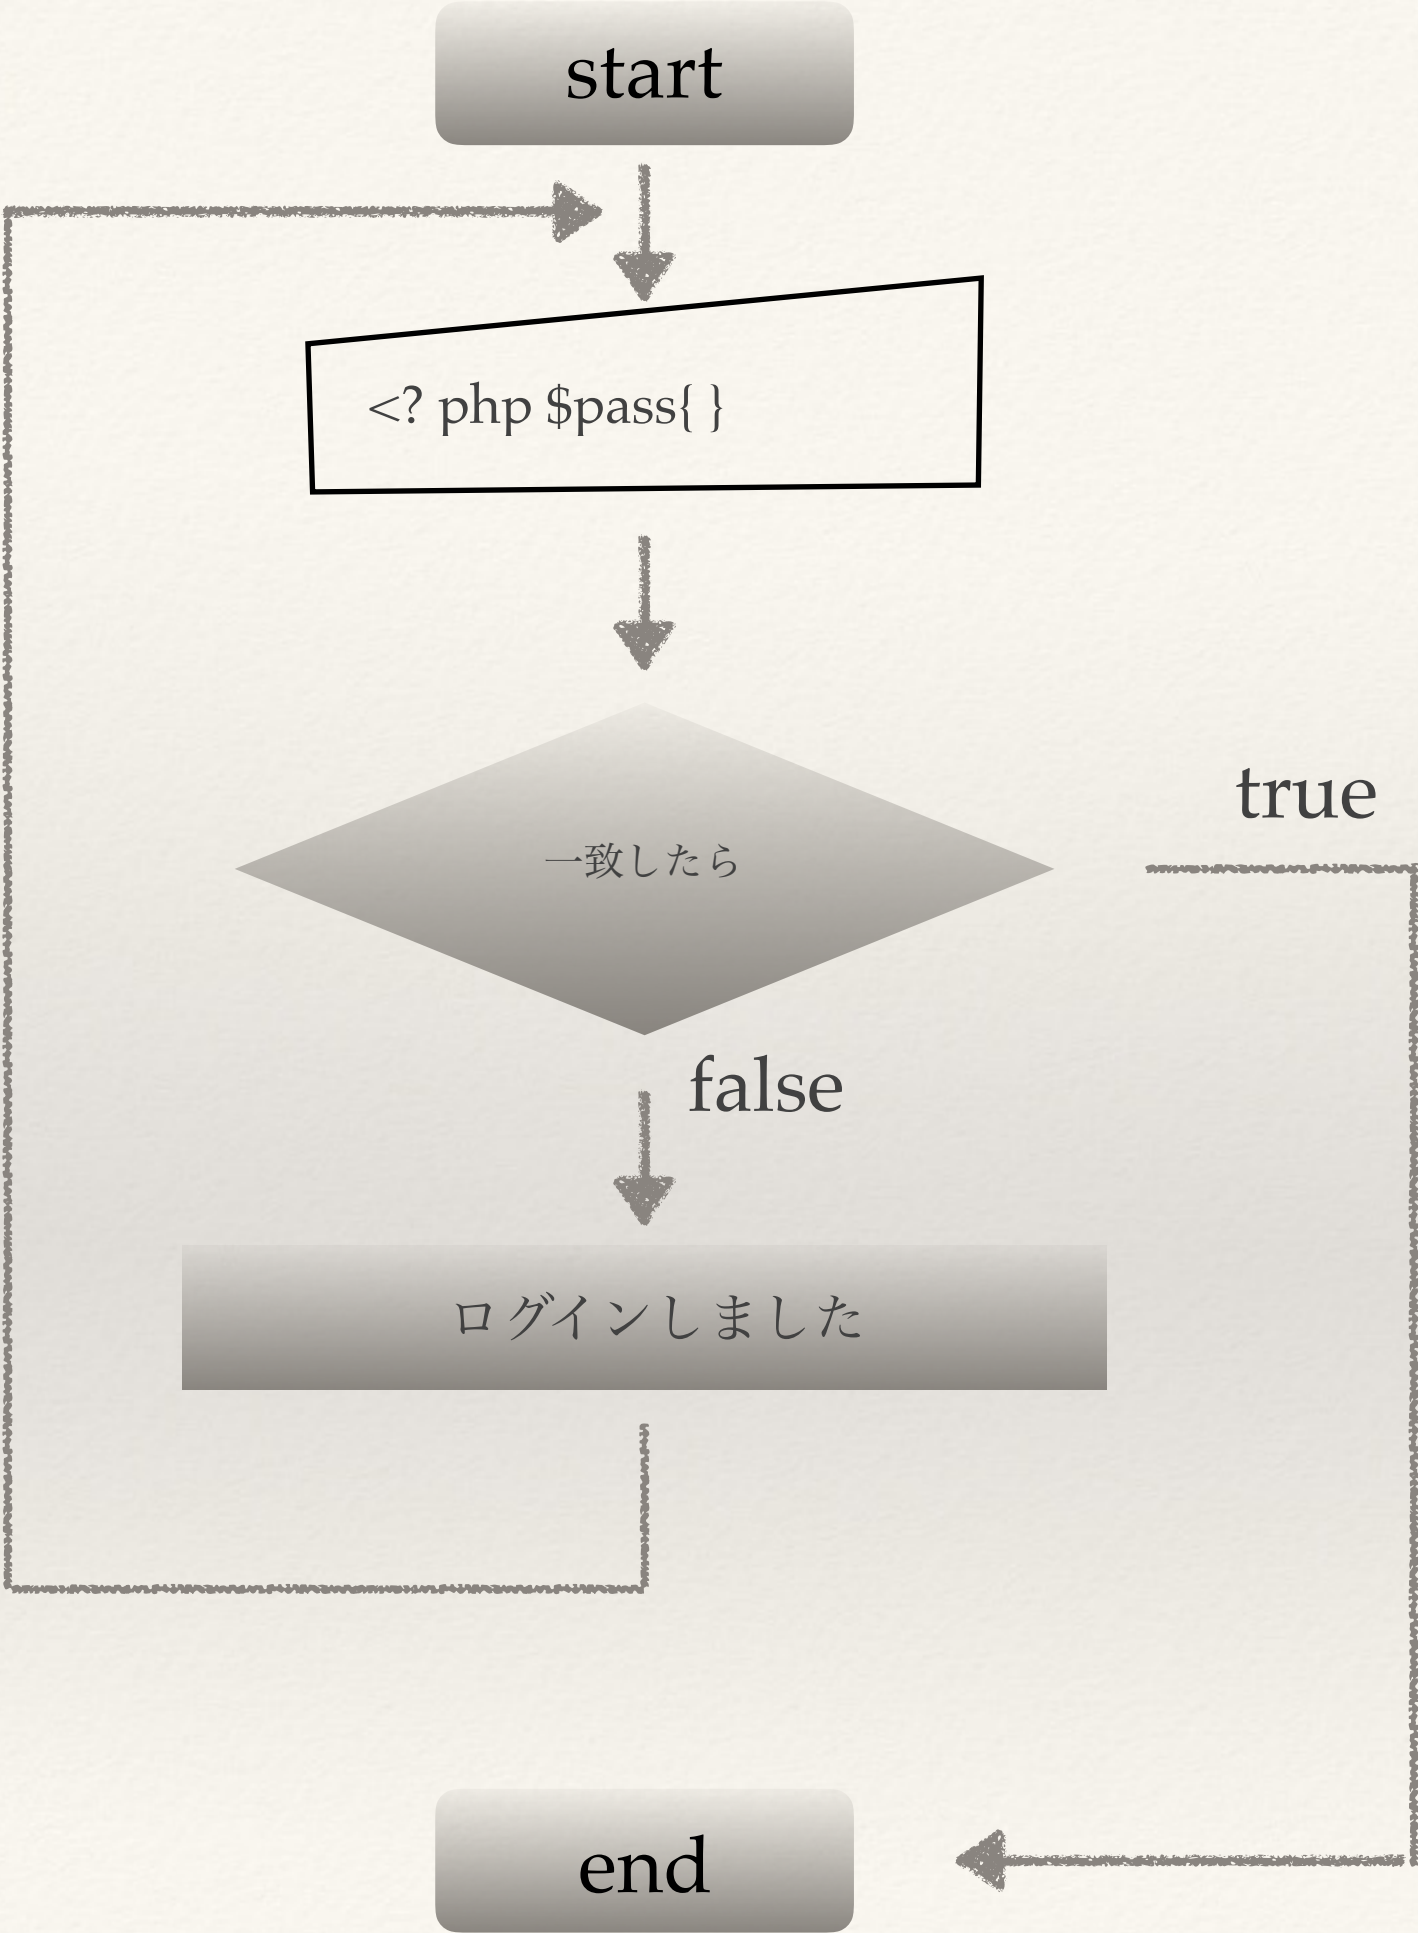 start
<? php $pass{ }
一致したら
true
false
ログインしました
end